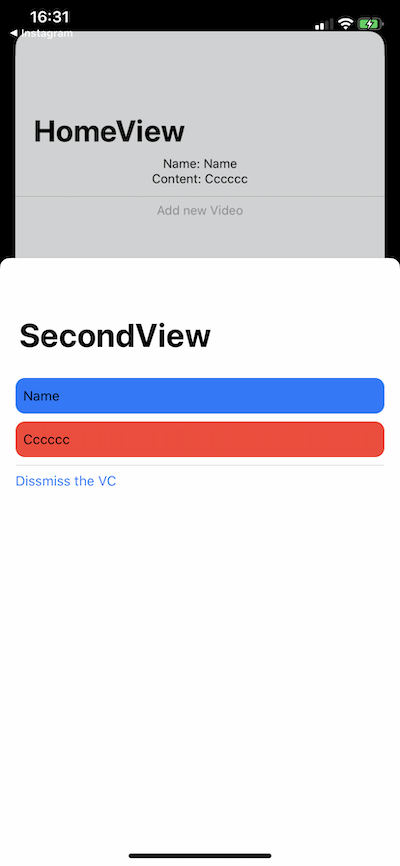 16:31
◀ Instagram
HomeView
Name: Name
Content: Cccccc
Add new Video
SecondView
Name
Cccccc
Dissmiss the VC